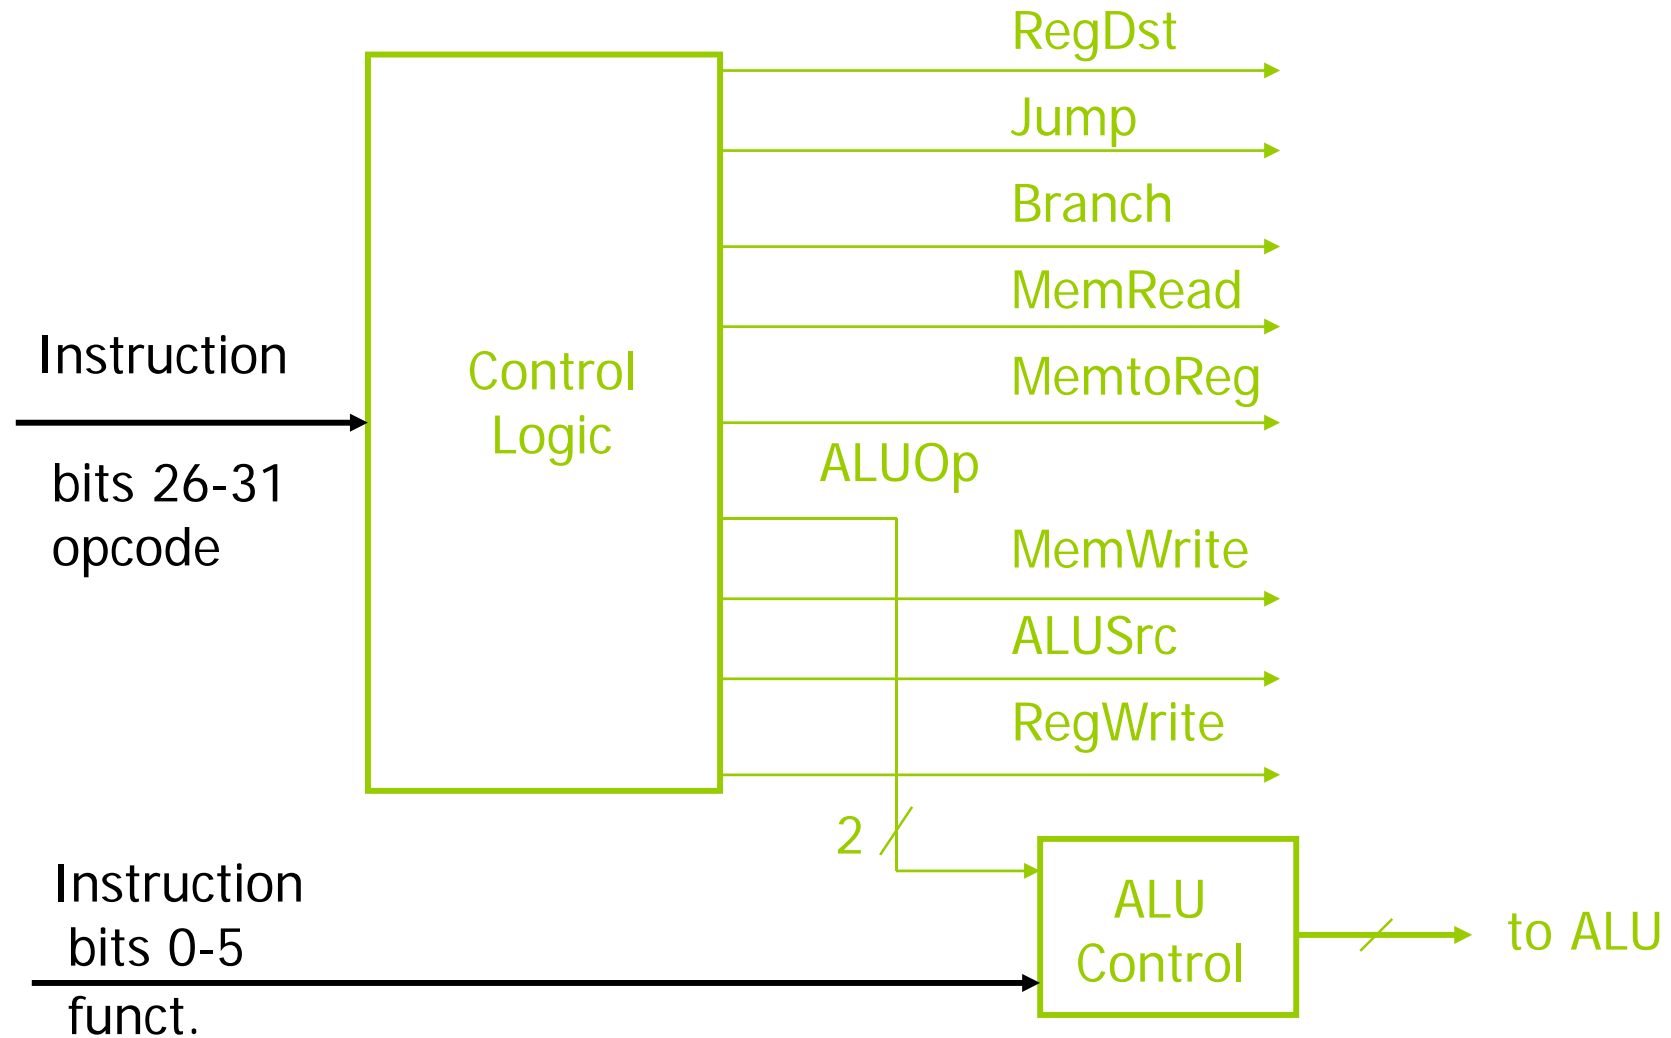 RegDst
Jump
Branch
MemRead
MemtoReg
ALUOp
MemWrite
ALUSrc
RegWrite
Instruction
bits 26-31
opcode
Control
Logic
2
Instruction
bits 0-5
funct.
ALU
Control
to ALU